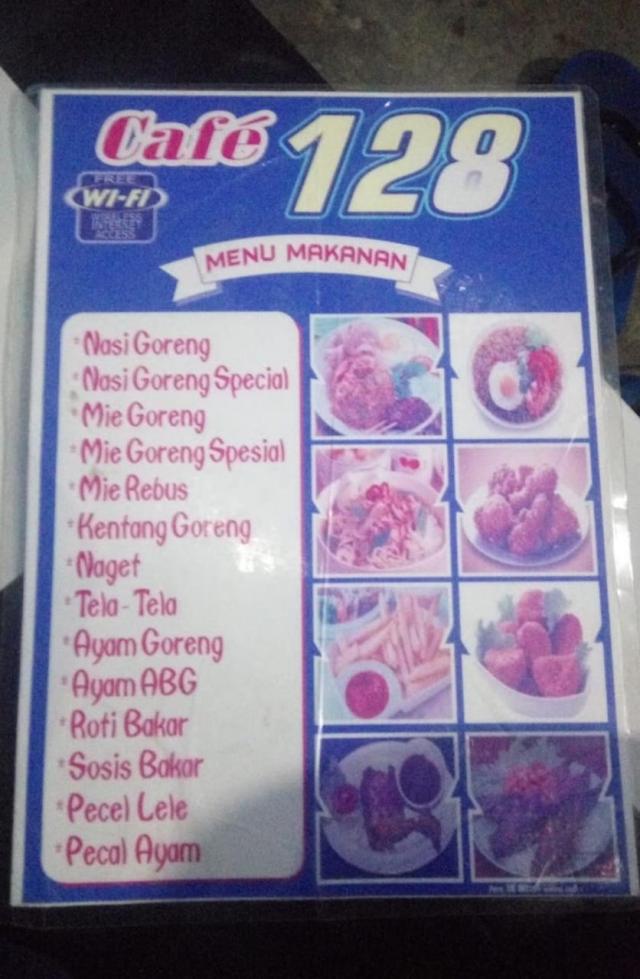 Café 128
FREE
Wi-Fi
WIRELESS
INTERNET
ACCESS
MENU MAKANAN
*Nasi Goreng
*Nasi Goreng Special
*Mie Goreng
*Mie Goreng Spesial
*Mie Rebus
*Kentang Goreng
*Naget
*Tela-Tela
*Ayam Goreng
*Ayam ABG
*Roti Bakar
*Sosis Bakar
*Pecel Lele
*Pecal Ayam